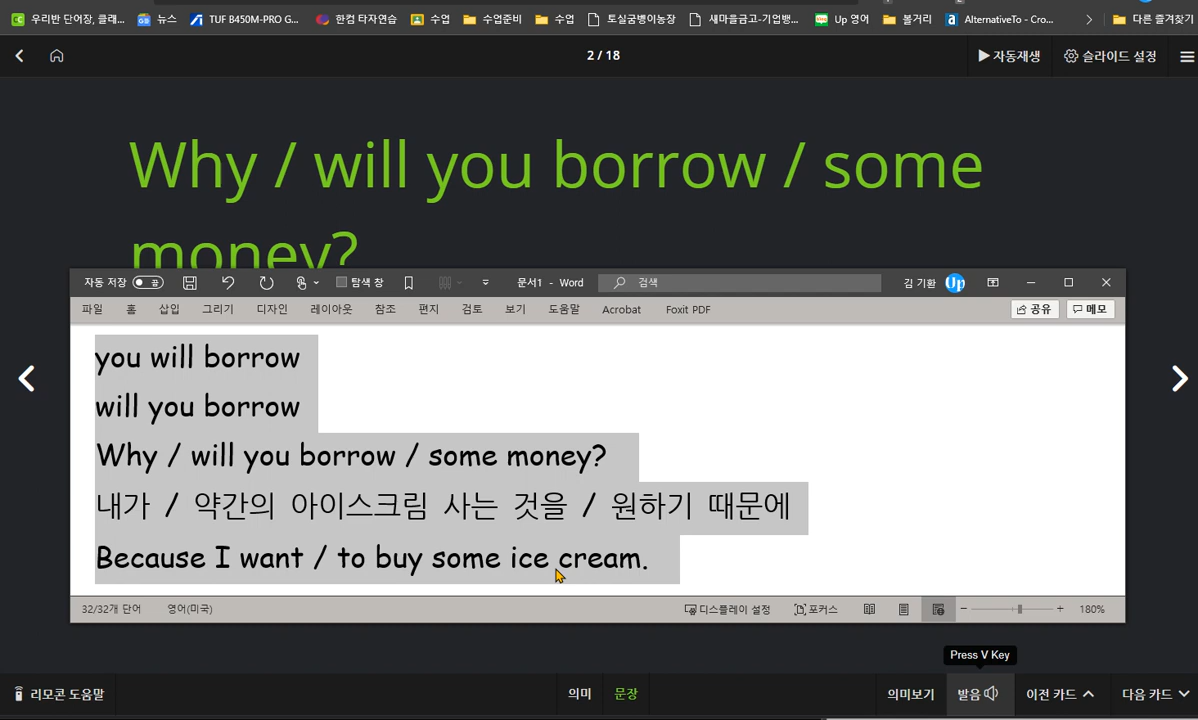 우리반 단어장, 클래... 뉴스 TUF B450M-PRO G... 한컴 타자연습 수업 수업준비 수업 토실굼벵이농장 새마을금고-기업뱅... Up 영어 볼거리 AlternativeTo - Cro... 다른 즐겨찾기
2 / 18 자동재생 슬라이드 설정
Why / will you borrow / some
money?
자동 저장 끔 탐색 창 문서1 - Word 검색 김 기환 Up
파일 홈 삽입 그리기 디자인 레이아웃 참조 편지 검토 보기 도움말 Acrobat Foxit PDF 공유 메모
you will borrow
will you borrow
Why / will you borrow / some money?
내가 / 약간의 아이스크림 사는 것을 / 원하기 때문에
Because I want / to buy some ice cream.
32/32개 단어 영어(미국) 디스플레이 설정 포커스 180%
Press V Key
리모콘 도움말 의미 문장 의미보기 발음 이전 카드 다음 카드